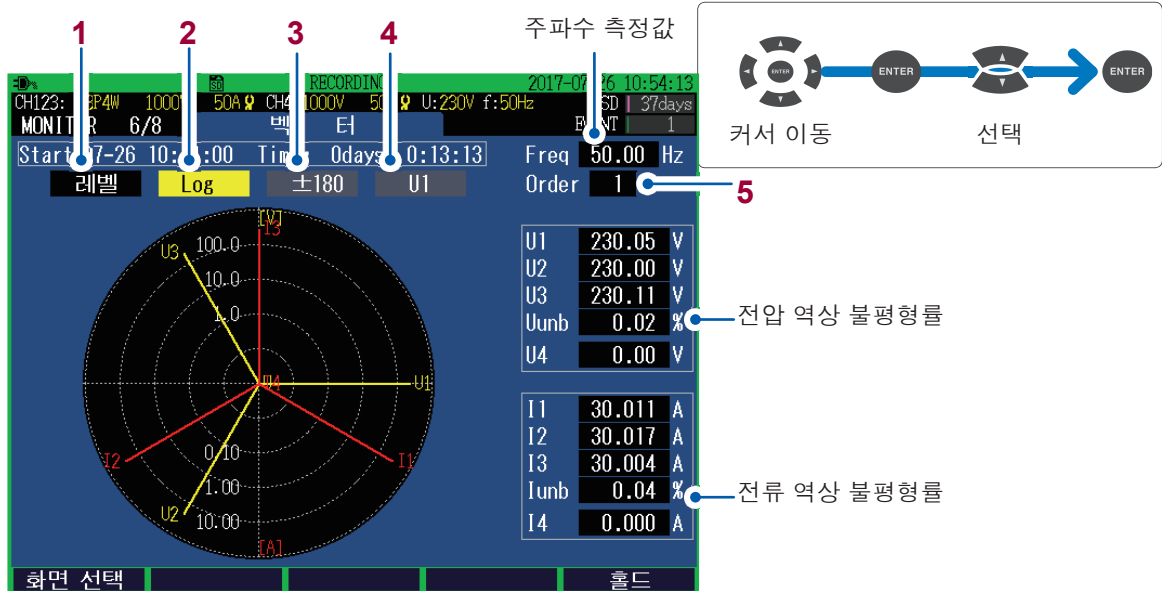 1 2 3 4 주파수 측정값
SD RECORDING 2017-07-26 10:54:13
CH123: 3P4W 1000V 50A CH4 1000V U:230V f:50Hz SD 37days
MONITOR 6/8 벡 터 EVENT 1
Start 07-26 Time 0days 0:13:13 Freq 50.00 Hz
레벨 Log ±180 U1 Order 1 5
ENTER ENTER ENTER
커서 이동 선택
[V]
I3
U3 100.0
10.0
1.0
U1
0.10
I2 I1
1.00
U2 10.00
[A]
U1 230.05 V
U2 230.00 V
U3 230.11 V
Uunb 0.02 % 전압 역상 불평형률
U4 0.00 V
I1 30.011 A
I2 30.017 A
I3 30.004 A
Iunb 0.04 % 전류 역상 불평형률
I4 0.000 A
화면 선택 홀드